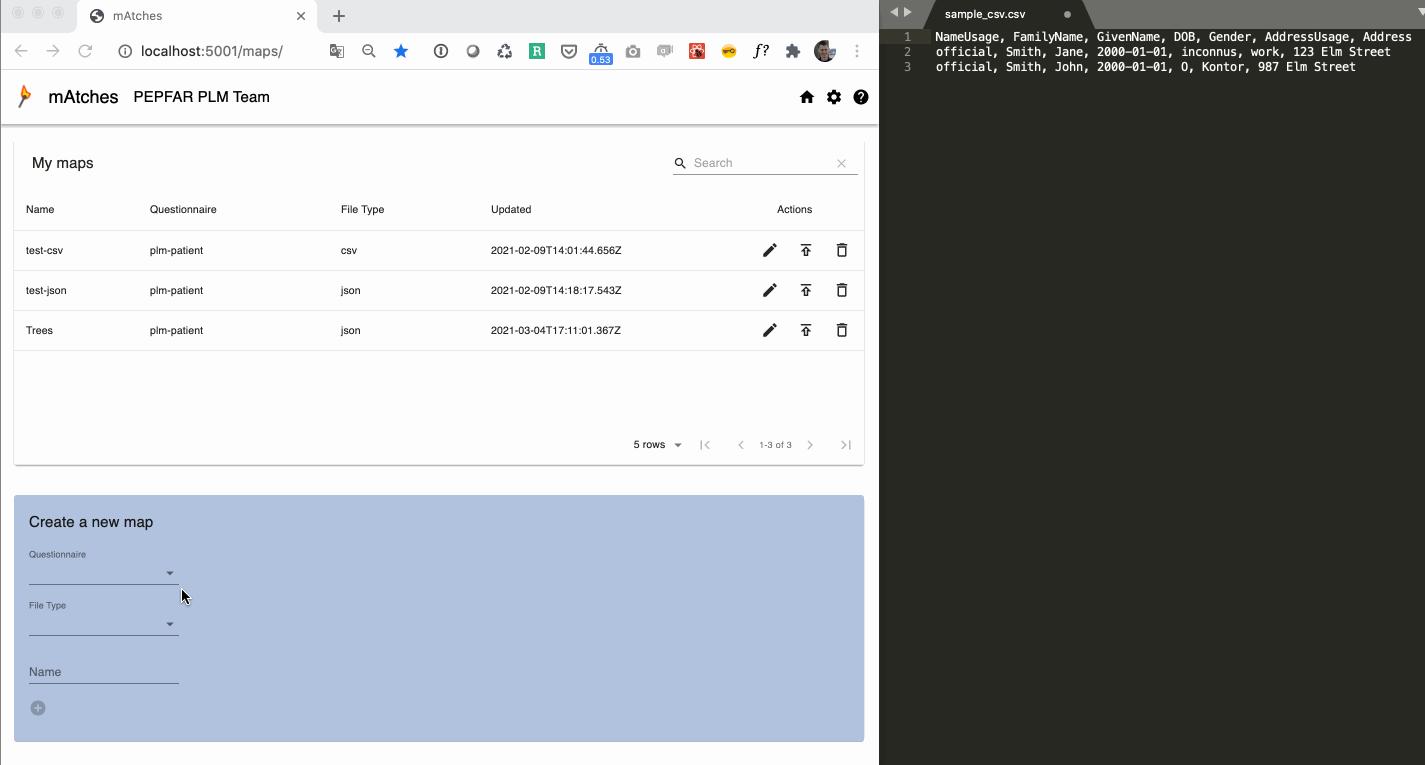 mAtches
localhost:5001/maps/
0.53
R
f?
mAtches PEPFAR PLM Team
My maps
Search
Name Questionnaire File Type Updated Actions
test-csv plm-patient csv 2021-02-09T14:01:44.656Z
test-json plm-patient json 2021-02-09T14:18:17.543Z
Trees plm-patient json 2021-03-04T17:11:01.367Z
5 rows 1-3 of 3
Create a new map
Questionnaire
File Type
Name
sample_csv.csv
1 NameUsage, FamilyName, GivenName, DOB, Gender, AddressUsage, Address
2 official, Smith, Jane, 2000-01-01, inconnus, work, 123 Elm Street
3 official, Smith, John, 2000-01-01, O, Kontor, 987 Elm Street